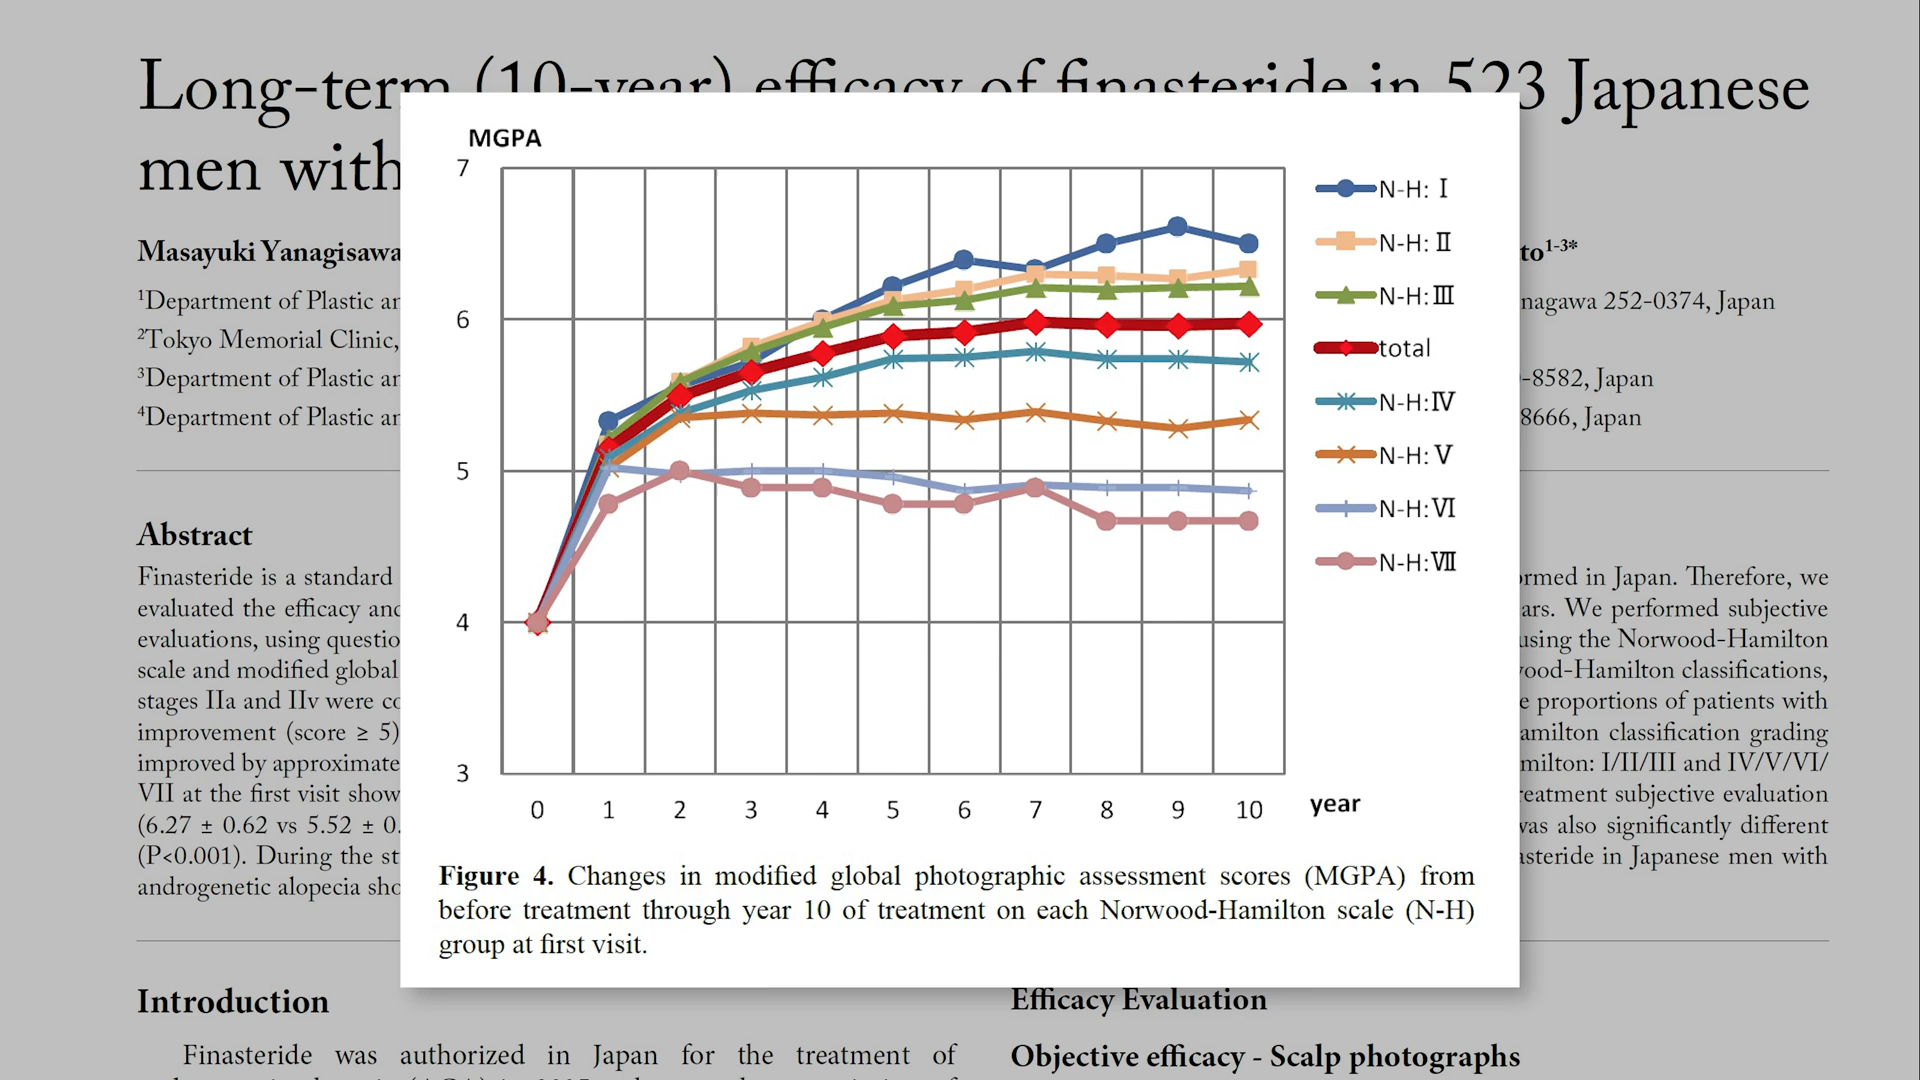 Long-term (10-year) efficacy of finasteride in 523 Japanese
men with
Masayuki Yanagisawa
to1-3*
¹Department of Plastic an
nagawa 252-0374, Japan
²Tokyo Memorial Clinic,
³Department of Plastic an
-8582, Japan
⁴Department of Plastic an
8666, Japan
Abstract
Finasteride is a standard
ormed in Japan. Therefore, we
evaluated the efficacy and
ars. We performed subjective
evaluations, using questio
using the Norwood-Hamilton
scale and modified global
wood-Hamilton classifications,
stages IIa and IIv were co
e proportions of patients with
improvement (score ≥ 5)
amilton classification grading
improved by approximate
milton: I/II/III and IV/V/VI/
VII at the first visit show
reatment subjective evaluation
(6.27 ± 0.62 vs 5.52 ± 0.
was also significantly different
(P<0.001). During the st
asteride in Japanese men with
androgenetic alopecia sho
MGPA
7
6
5
4
3
0 1 2 3 4 5 6 7 8 9 10 year
N-H: I
N-H: II
N-H: III
total
N-H: IV
N-H: V
N-H: VI
N-H: VII
Figure 4. Changes in modified global photographic assessment scores (MGPA) from
before treatment through year 10 of treatment on each Norwood-Hamilton scale (N-H)
group at first visit.
Introduction
Finasteride was authorized in Japan for the treatment of
Efficacy Evaluation
Objective efficacy - Scalp photographs